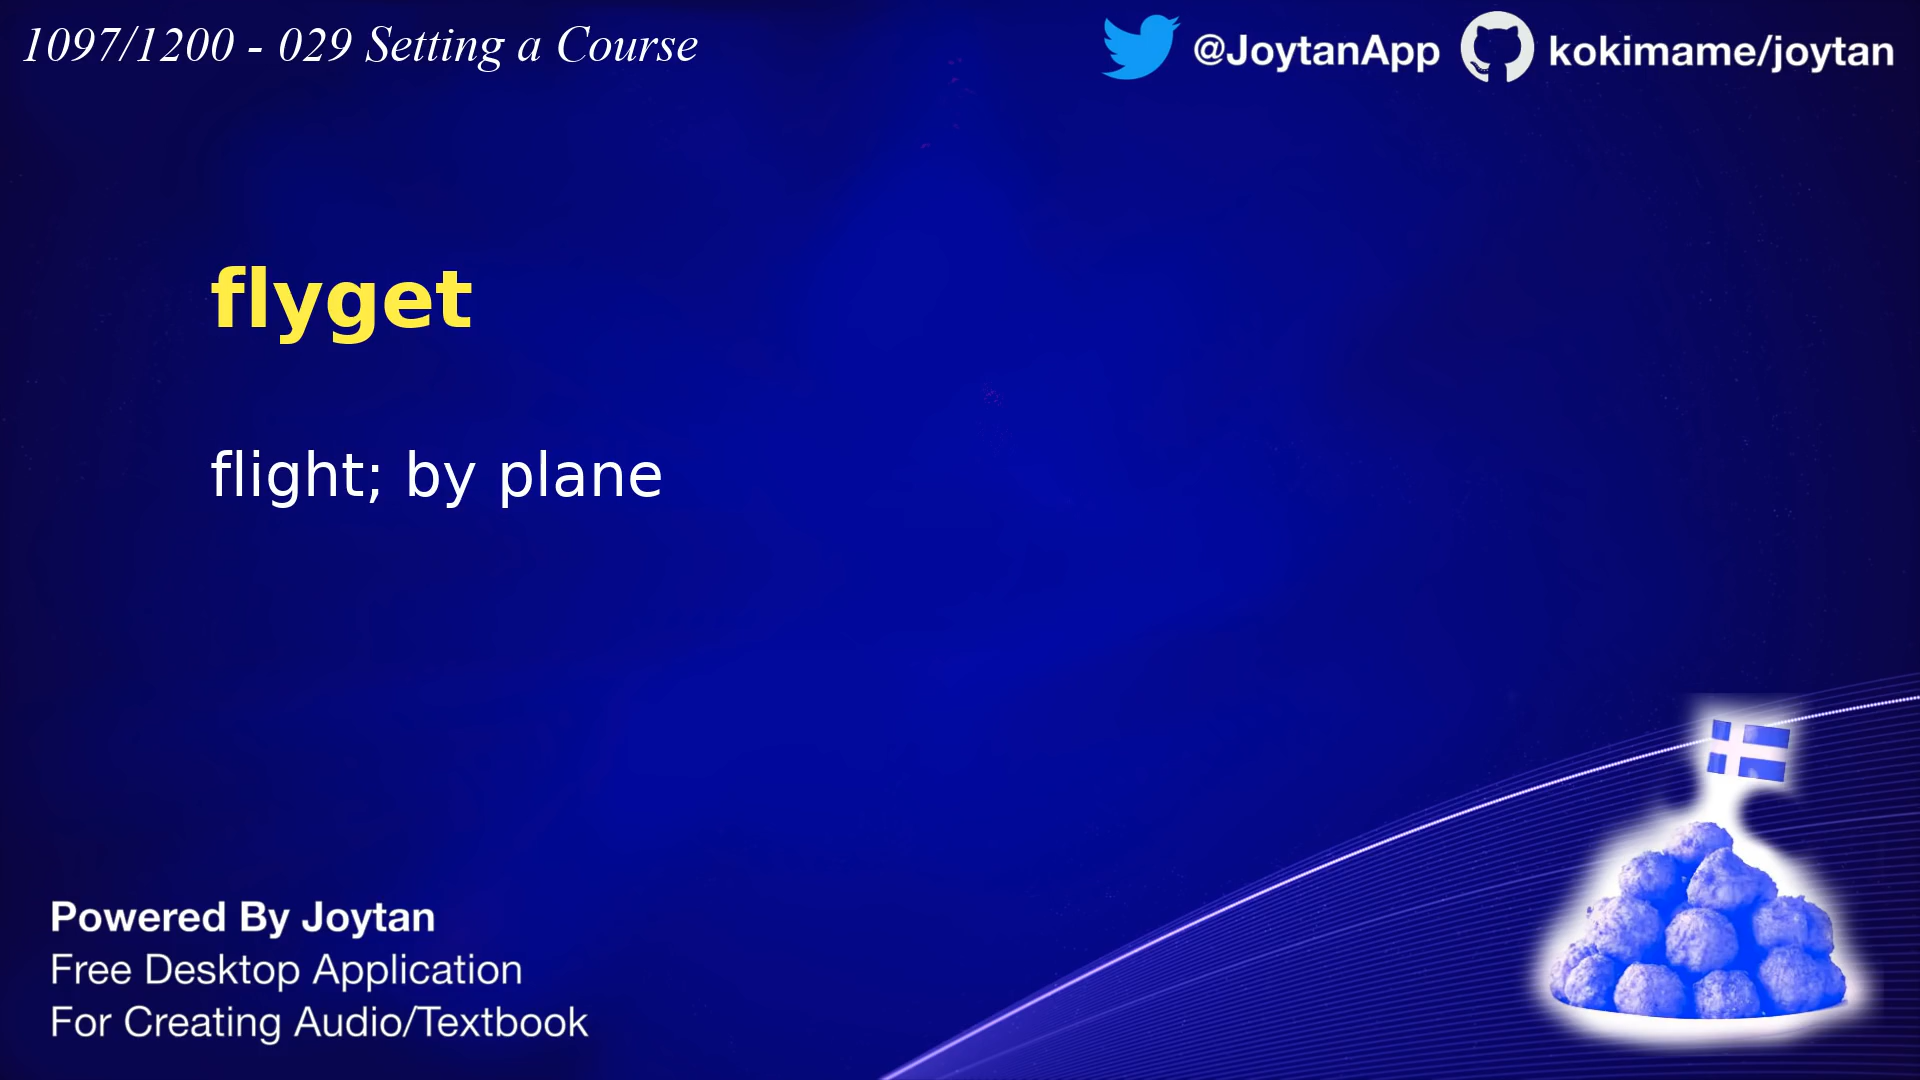 1097/1200 - 029 Setting a Course
@JoytanApp
kokimame/joytan
flyget
flight; by plane
Powered By Joytan
Free Desktop Application
For Creating Audio/Textbook